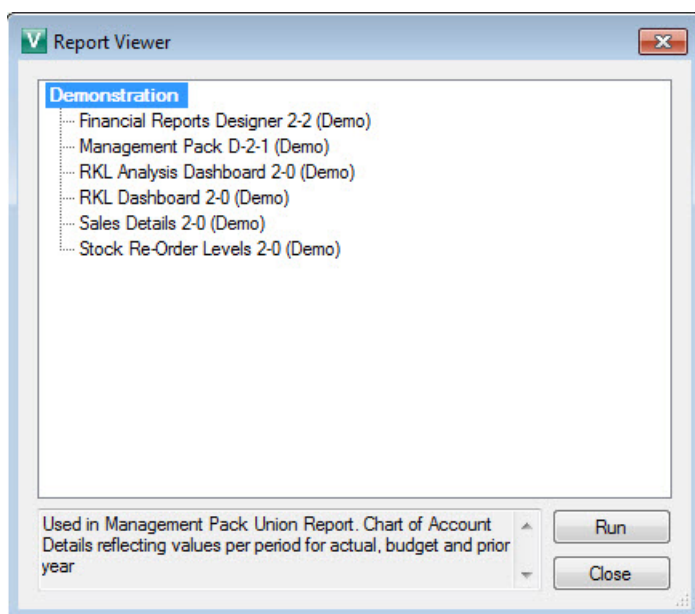 V Report Viewer
Demonstration
Financial Reports Designer 2-2 (Demo)
Management Pack D-2-1 (Demo)
RKL Analysis Dashboard 2-0 (Demo)
RKL Dashboard 2-0 (Demo)
Sales Details 2-0 (Demo)
Stock Re-Order Levels 2-0 (Demo)
Used in Management Pack Union Report. Chart of Account
Details reflecting values per period for actual, budget and prior
year
Run
Close